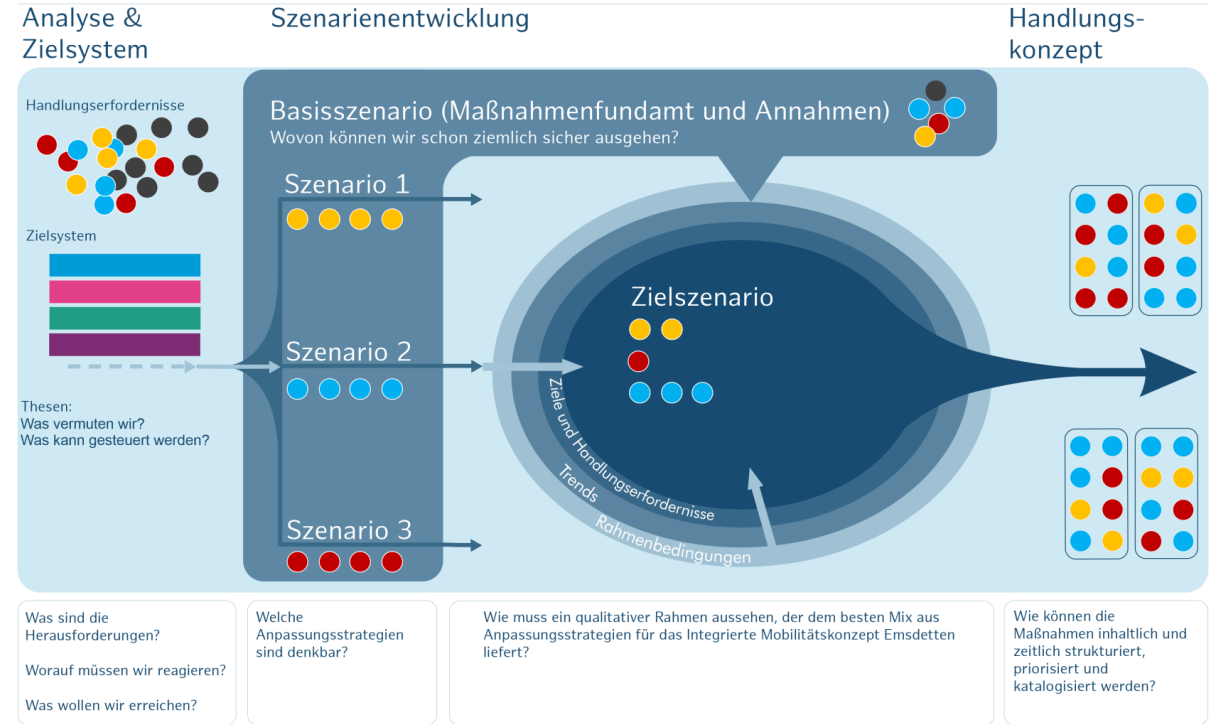 Analyse &
Zielsystem
Szenarienentwicklung
Handlungs-
konzept
Handlungserfordernisse
Basisszenario (Maßnahmenfundamt und Annahmen)
Wovon können wir schon ziemlich sicher ausgehen?
Szenario 1
Zielsystem
Zielszenario
Szenario 2
Thesen:
Was vermuten wir?
Was kann gesteuert werden?
Ziele und Handlungserfordernisse
Trends
Rahmenbedingungen
Szenario 3
Was sind die
Herausforderungen?
Worauf müssen wir reagieren?
Was wollen wir erreichen?
Welche
Anpassungsstrategien
sind denkbar?
Wie muss ein qualitativer Rahmen aussehen, der dem besten Mix aus
Anpassungsstrategien für das Integrierte Mobilitätskonzept Emsdetten
liefert?
Wie können die
Maßnahmen inhaltlich und
zeitlich strukturiert,
priorisiert und
katalogisiert werden?